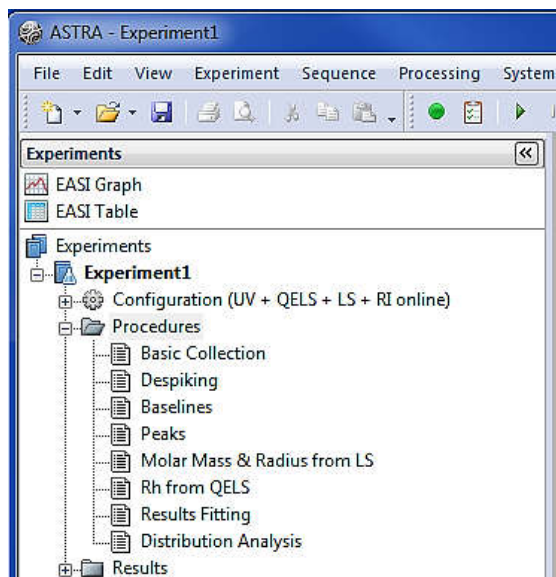 ASTRA - Experiment1
File Edit View Experiment Sequence Processing System
Experiments
EASI Graph
EASI Table
Experiments
Experiment1
Configuration (UV + QELS + LS + RI online)
Procedures
Basic Collection
Despiking
Baselines
Peaks
Molar Mass & Radius from LS
Rh from QELS
Results Fitting
Distribution Analysis
Results